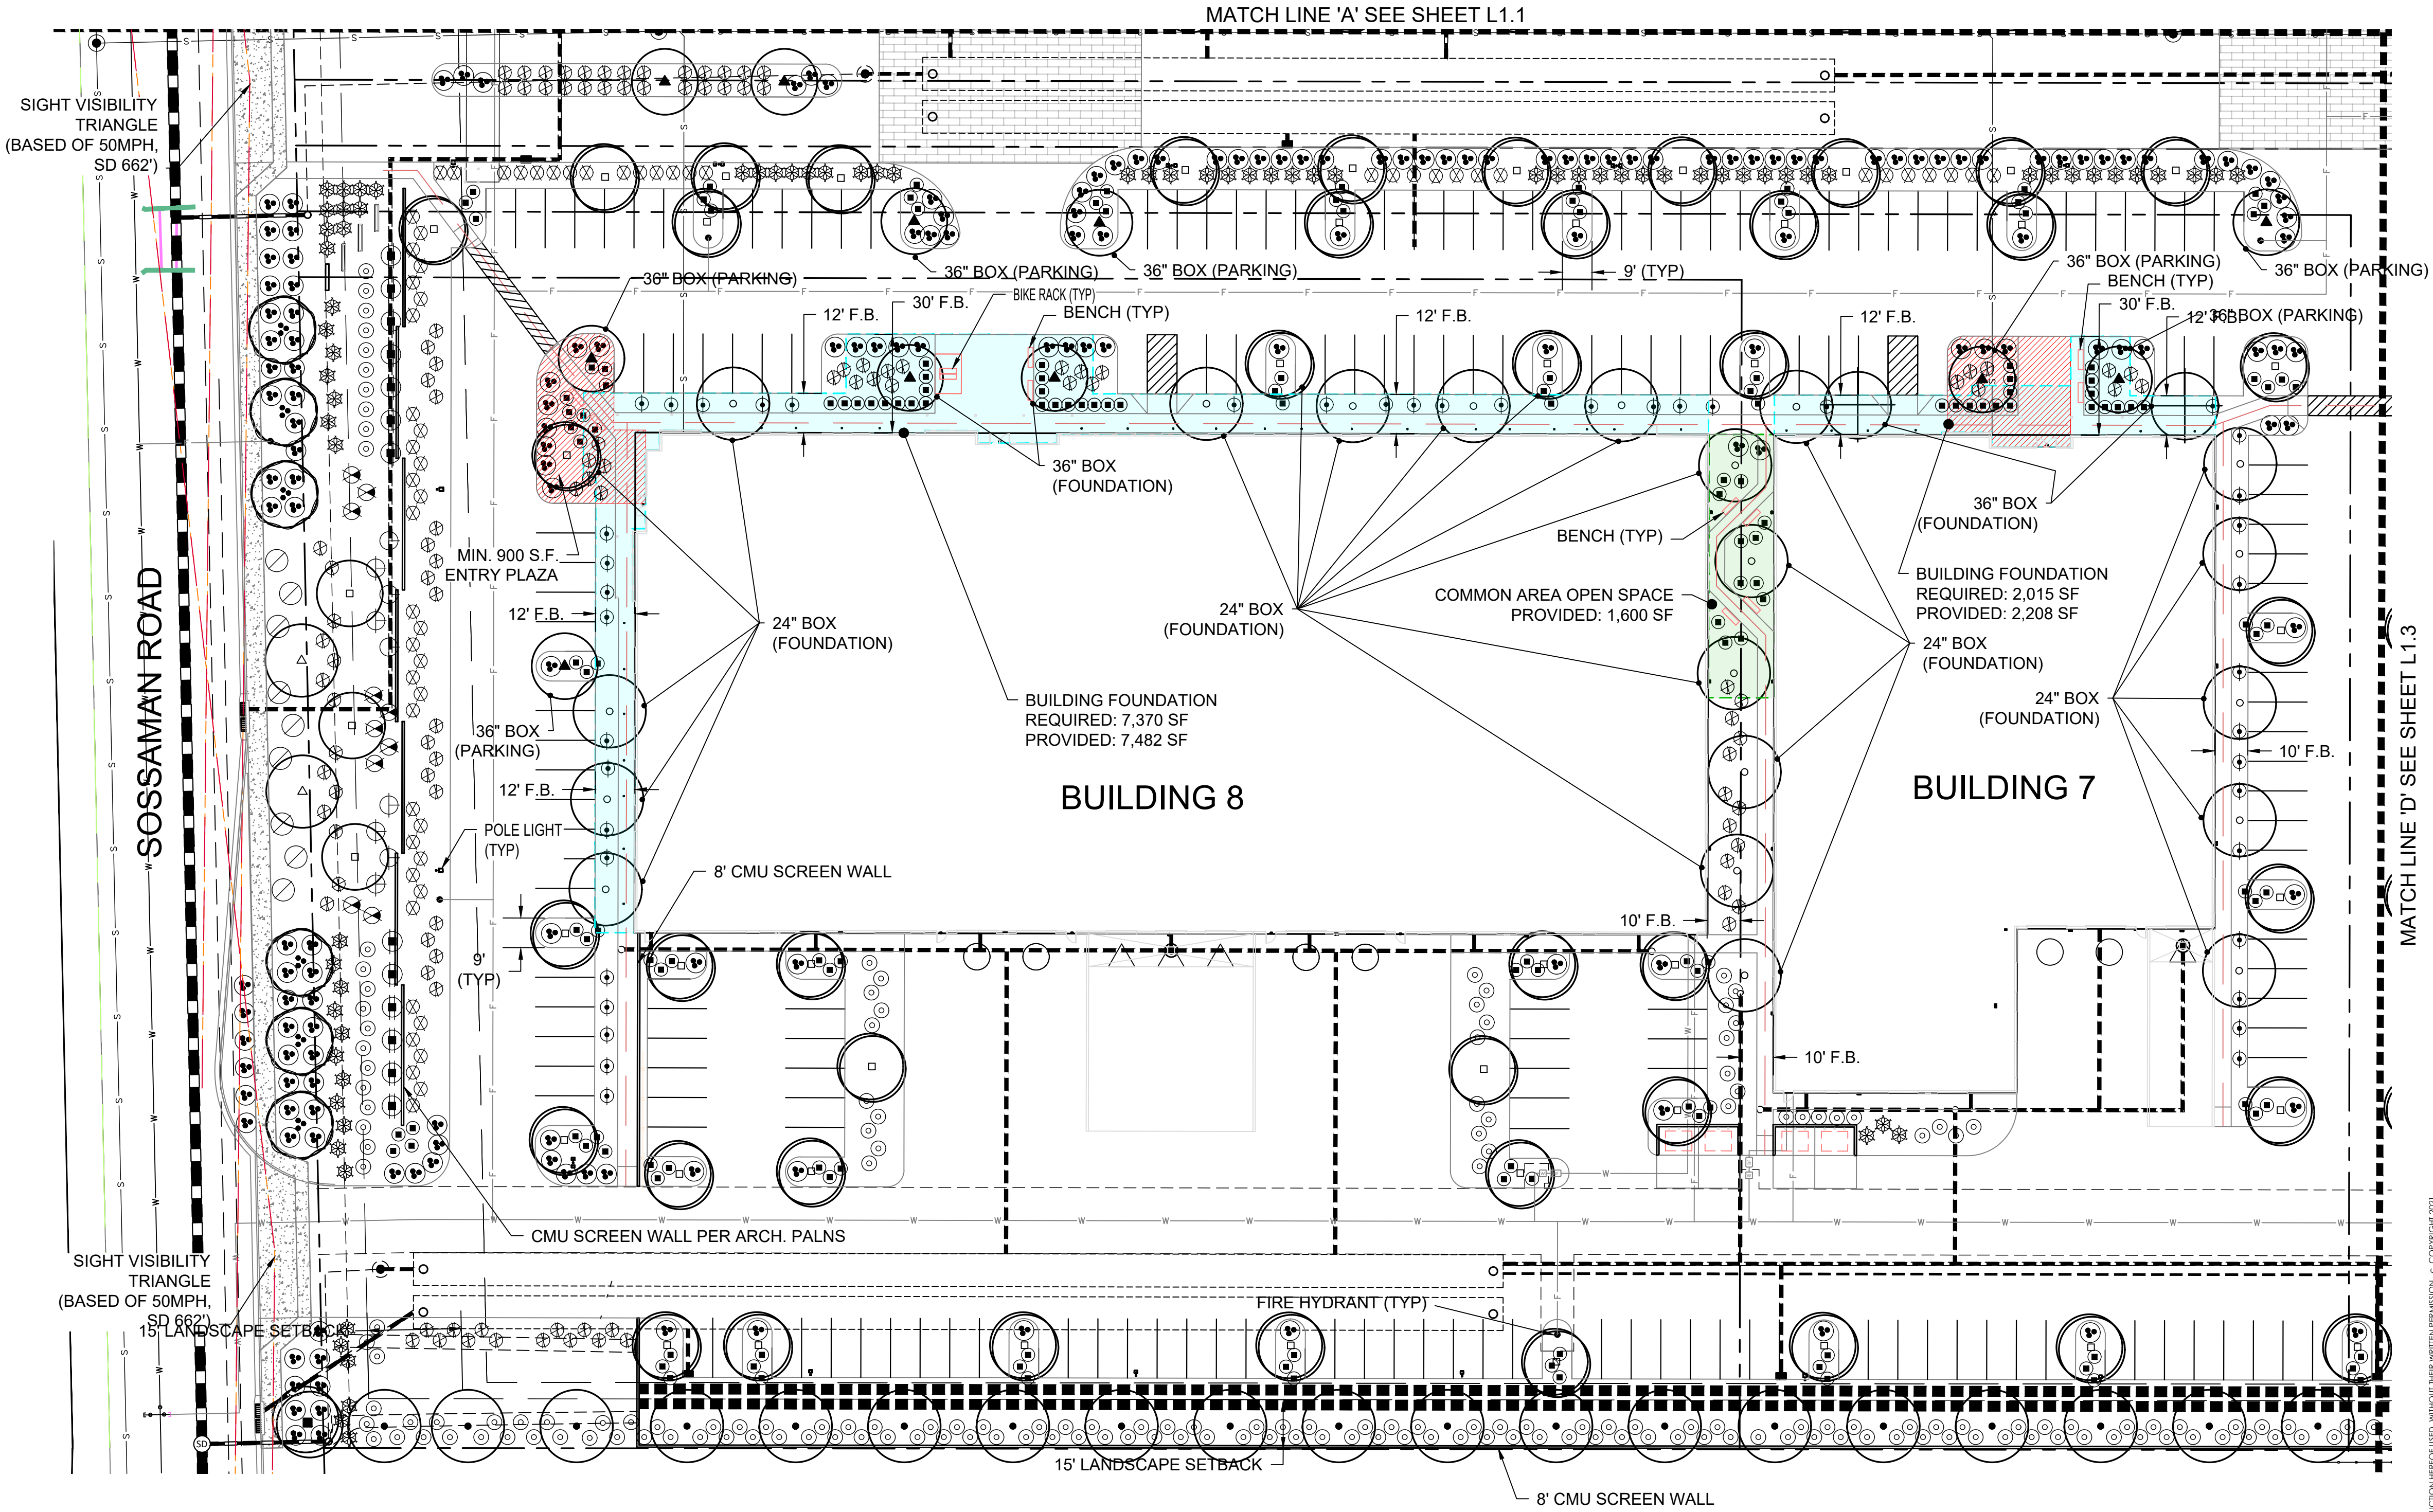 MATCH LINE 'A' SEE SHEET L1.1
SIGHT VISIBILITY
TRIANGLE
(BASED OF 50MPH,
SD 662')
36" BOX (PARKING)
36" BOX (PARKING)
36" BOX (PARKING)
9' (TYP)
36" BOX (PARKING)
36" BOX (PARKING)
BENCH (TYP)
BIKE RACK (TYP)
BENCH (TYP)
12' F.B.
30' F.B.
12' F.B.
12' F.B.
30' F.B.
12' F.B.
36" BOX (PARKING)
36" BOX
(FOUNDATION)
36" BOX
(FOUNDATION)
BENCH (TYP)
MIN. 900 S.F.
ENTRY PLAZA
12' F.B.
24" BOX
(FOUNDATION)
24" BOX
(FOUNDATION)
COMMON AREA OPEN SPACE
PROVIDED: 1,600 SF
BUILDING FOUNDATION
REQUIRED: 2,015 SF
PROVIDED: 2,208 SF
24" BOX
(FOUNDATION)
24" BOX
(FOUNDATION)
SOSSAMAN ROAD
MATCH LINE 'D' SEE SHEET L1.3
BUILDING FOUNDATION
REQUIRED: 7,370 SF
PROVIDED: 7,482 SF
36" BOX
(PARKING)
10' F.B.
12' F.B.
BUILDING 8
BUILDING 7
POLE LIGHT
(TYP)
8' CMU SCREEN WALL
10' F.B.
9'
(TYP)
10' F.B.
CMU SCREEN WALL PER ARCH. PALNS
SIGHT VISIBILITY
TRIANGLE
(BASED OF 50MPH,
SD 662')
15' LANDSCAPE SETBACK
FIRE HYDRANT (TYP)
SD
15' LANDSCAPE SETBACK
8' CMU SCREEN WALL